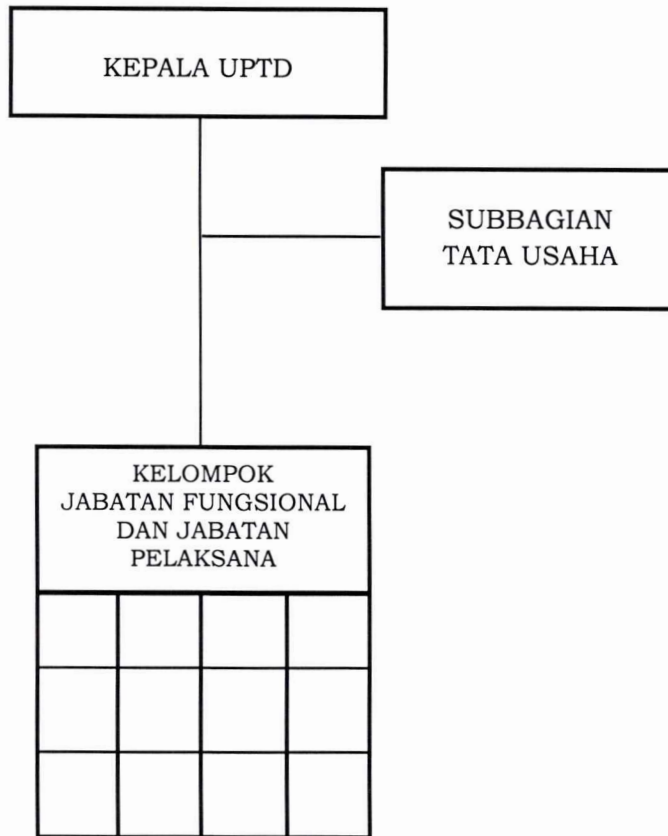 KEPALA UPTD
SUBBAGIAN
TATA USAHA
KELOMPOK
JABATAN FUNGSIONAL
DAN JABATAN
PELAKSANA